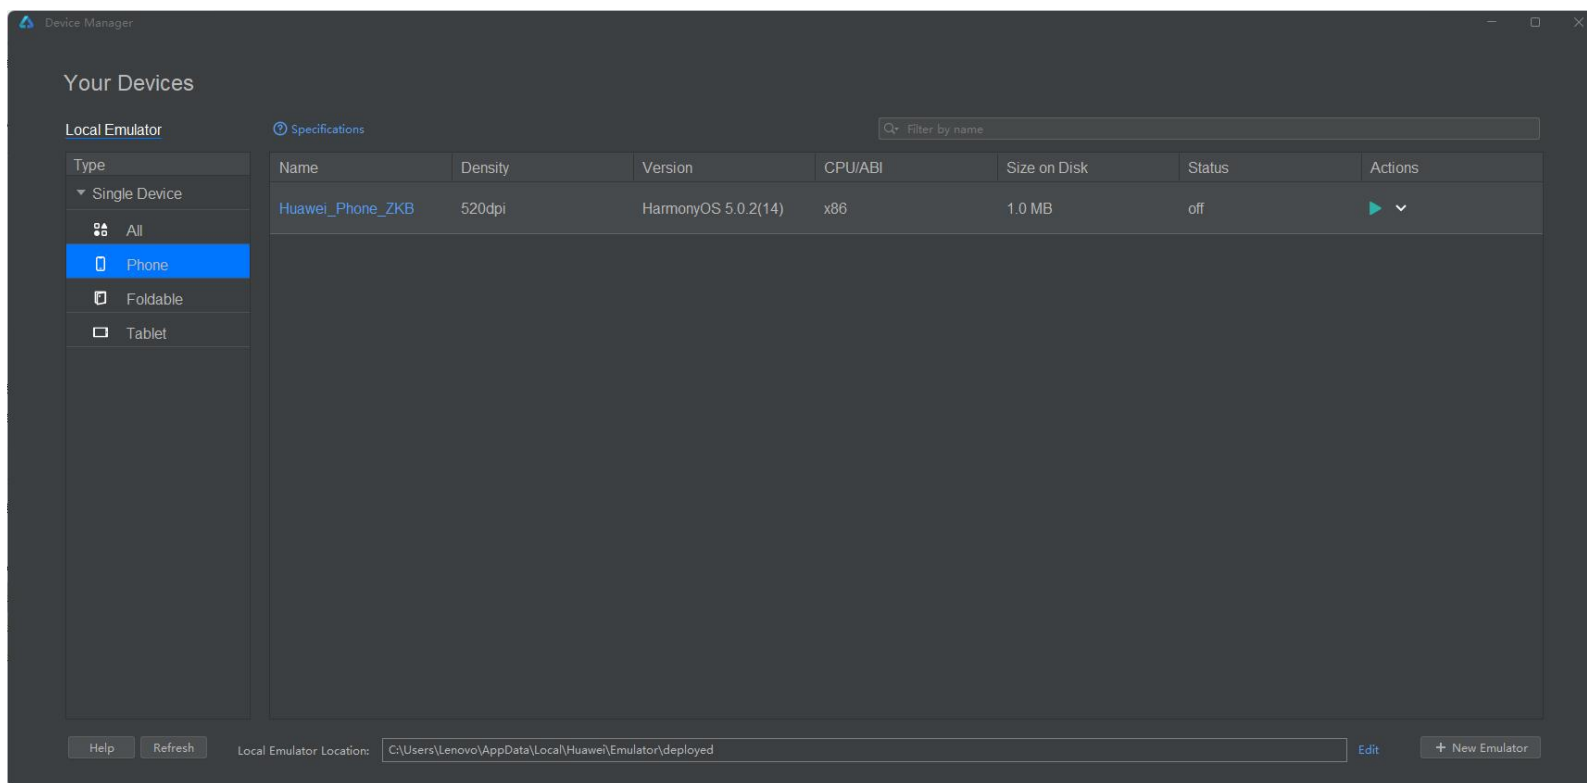 Device Manager
Your Devices
Local Emulator
Specifications
Filter by name
Type
Name Density Version CPU/ABI Size on Disk Status Actions
Single Device
Huawei_Phone_ZKB 520dpi HarmonyOS 5.0.2(14) x86 1.0 MB off
All
Phone
Foldable
Tablet
Help Refresh Local Emulator Location: C:\Users\Lenovo\AppData\Local\Huawei\Emulator\deployed Edit + New Emulator